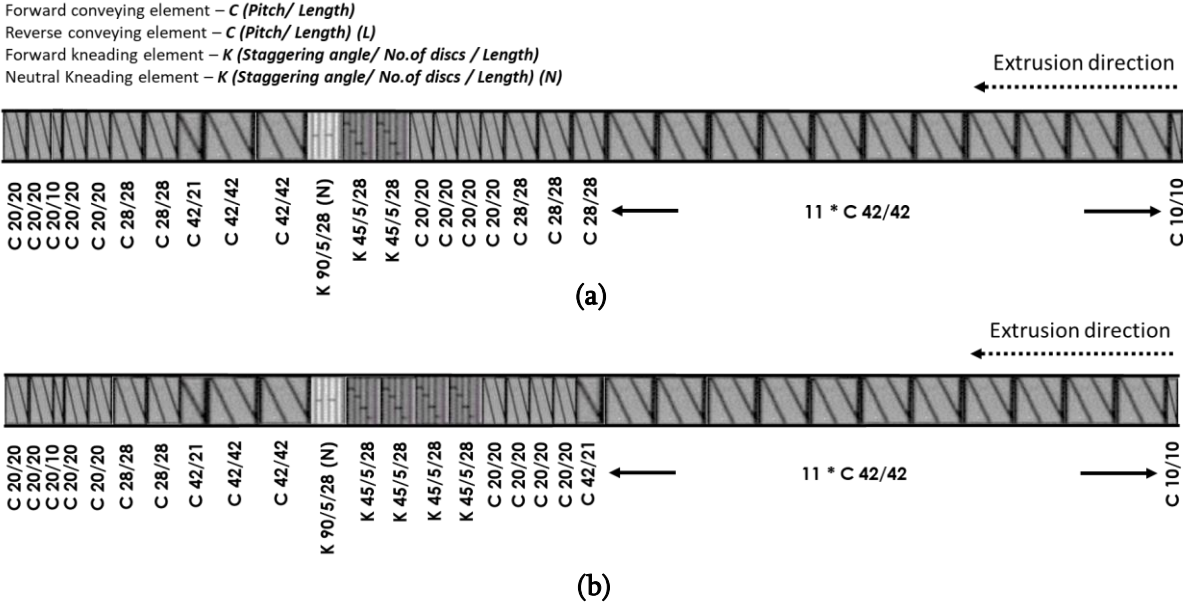 Forward conveying element – C (Pitch/ Length)
Reverse conveying element – C (Pitch/ Length) (L)
Forward kneading element – K (Staggering angle/ No.of discs / Length)
Neutral Kneading element – K (Staggering angle/ No.of discs / Length) (N)
Extrusion direction
C 20/20
C 20/20
C 20/10
C 20/20
C 20/20
C 28/28
C 28/28
C 42/21
C 42/42
C 42/42
K 90/5/28 (N)
K 45/5/28
K 45/5/28
C 20/20
C 20/20
C 20/20
C 20/20
C 28/28
C 28/28
C 28/28
11 * C 42/42
C 10/10
(a)
Extrusion direction
C 20/20
C 20/20
C 20/10
C 20/20
C 20/20
C 28/28
C 28/28
C 42/21
C 42/42
C 42/42
K 90/5/28 (N)
K 45/5/28
K 45/5/28
K 45/5/28
K 45/5/28
C 20/20
C 20/20
C 20/20
C 20/20
C 42/21
11 * C 42/42
C 10/10
(b)